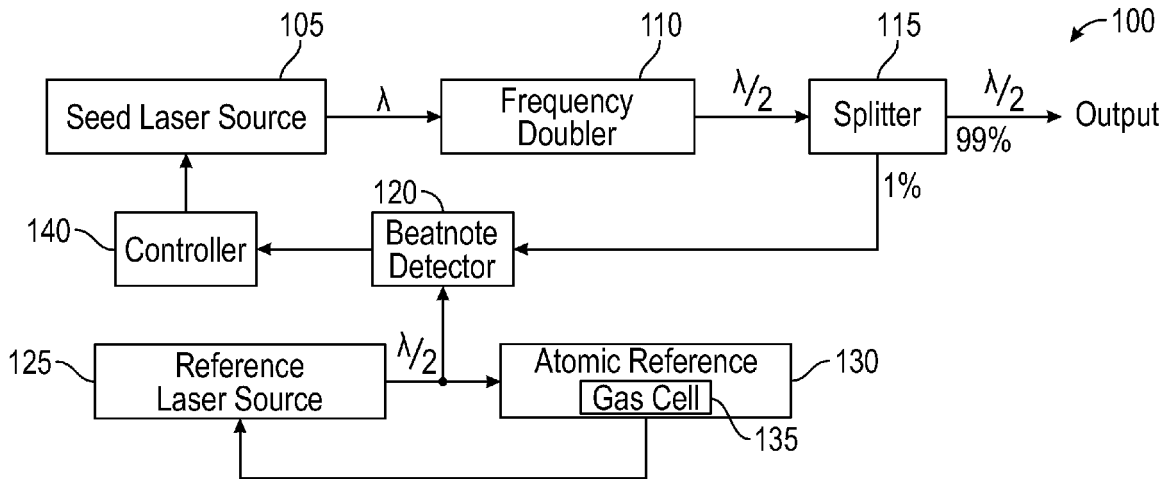 105
110
115
100
Seed Laser Source
λ
Frequency
Doubler
λ/2
Splitter
λ/2
99%
Output
1%
120
140
Controller
Beatnote
Detector
125
Reference
Laser Source
λ/2
Atomic Reference
Gas Cell
130
135